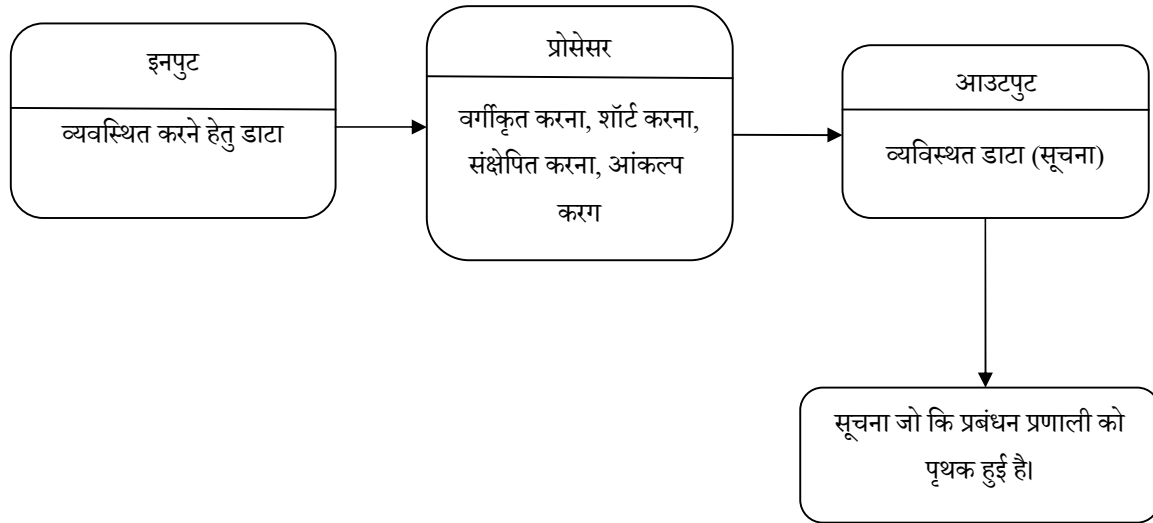 इनपुट
व्यवस्थित करने हेतु डाटा
प्रोसेसर
वर्गीकृत करना, शॉर्ट करना,
संक्षेपित करना, आंकल्प
करग
आउटपुट
व्यविस्थत डाटा (सूचना)
सूचना जो कि प्रबंधन प्रणाली को
पृथक हुई है।